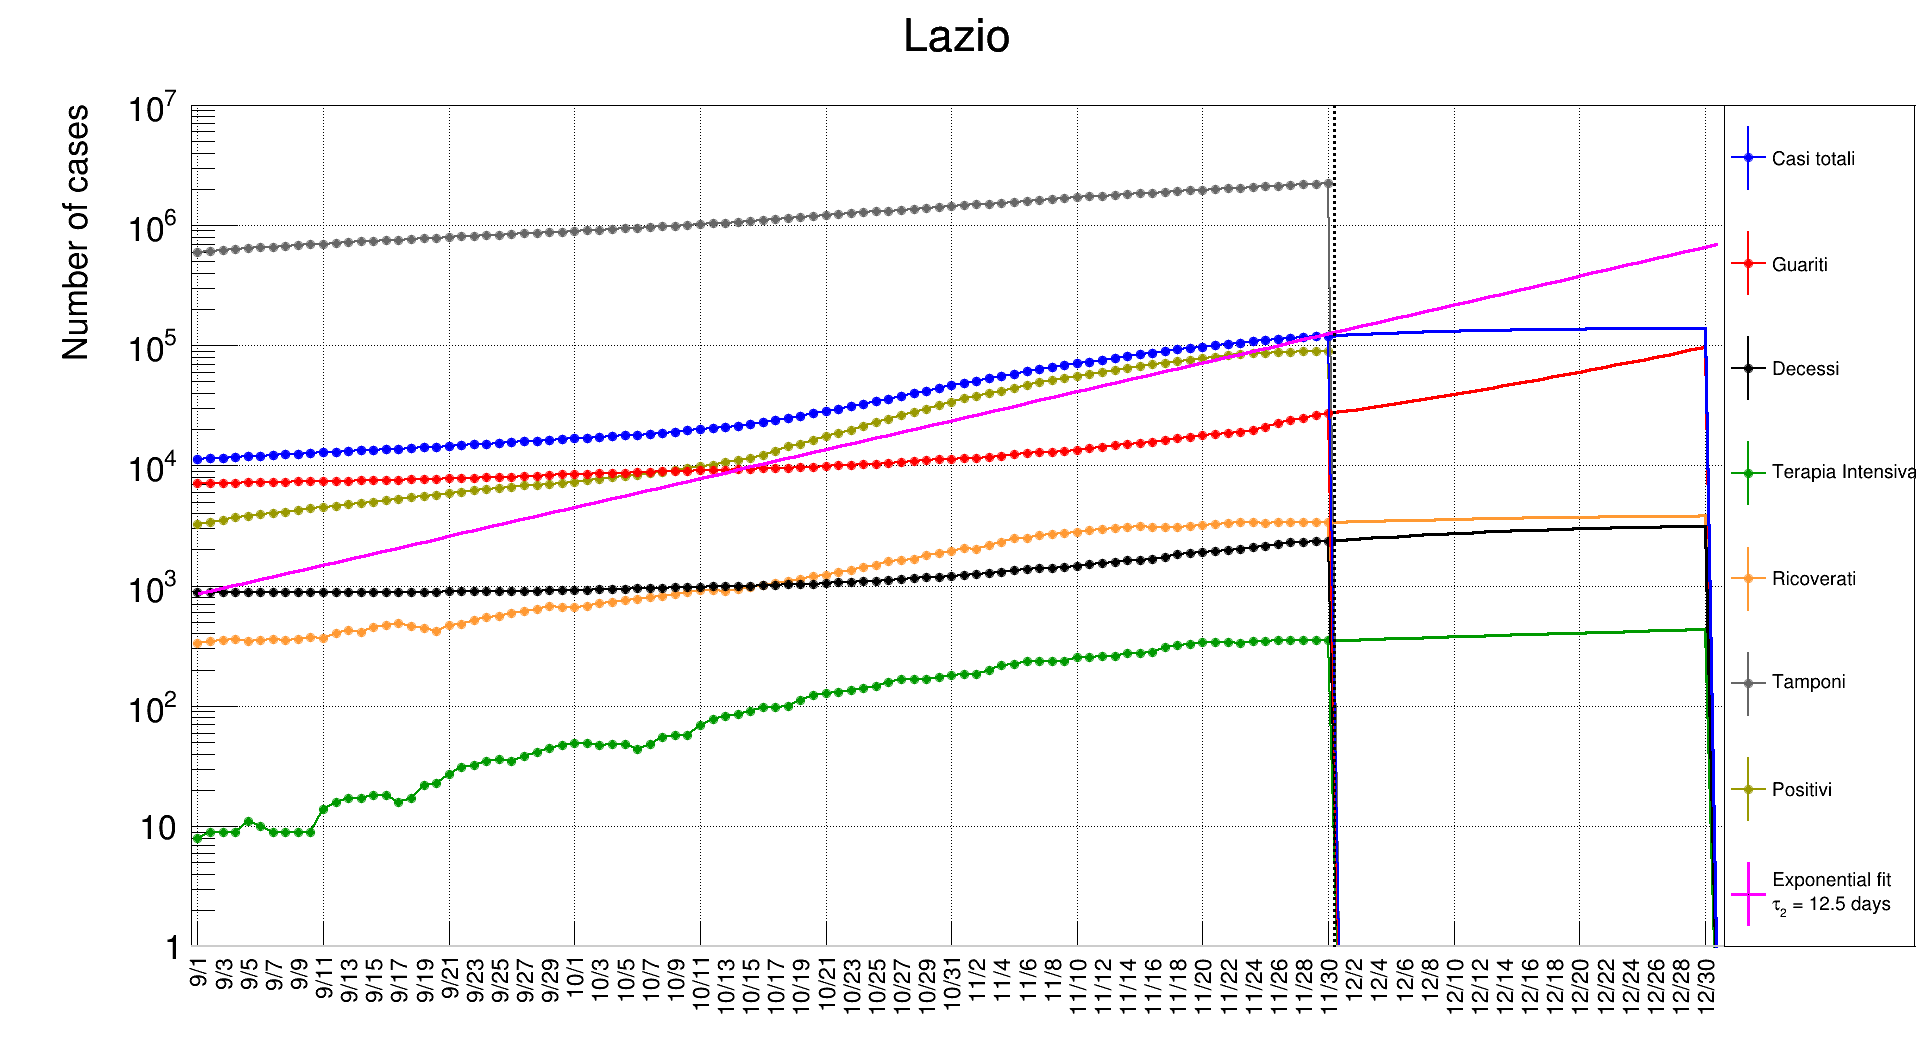 Lazio
Number of cases
10^7
10^6
10^5
10^4
10^3
10^2
10
1
9/1 9/3 9/5 9/7 9/9 9/11 9/13 9/15 9/17 9/19 9/21 9/23 9/25 9/27 9/29 10/1 10/3 10/5 10/7 10/9 10/11 10/13 10/15 10/17 10/19 10/21 10/23 10/25 10/27 10/29 10/31 11/2 11/4 11/6 11/8 11/10 11/12 11/14 11/16 11/18 11/20 11/22 11/24 11/26 11/28 11/30 12/2 12/4 12/6 12/8 12/10 12/12 12/14 12/16 12/18 12/20 12/22 12/24 12/26 12/28 12/30
Casi totali
Guariti
Decessi
Terapia Intensiva
Ricoverati
Tamponi
Positivi
Exponential fit
τ₂ = 12.5 days